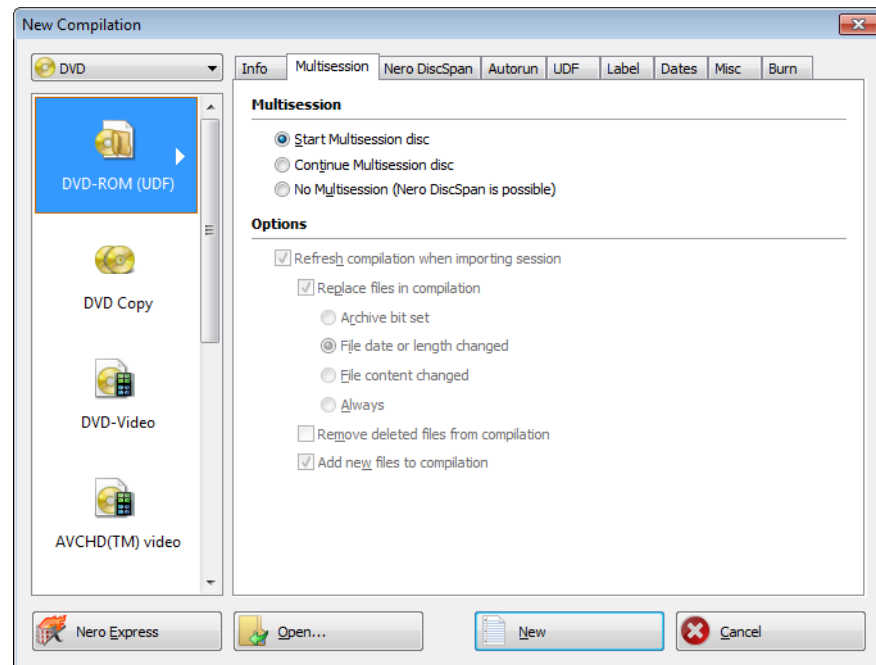 New Compilation
DVD
Info Multisession Nero DiscSpan Autorun UDF Label Dates Misc Burn
DVD-ROM (UDF)
DVD Copy
DVD-Video
AVCHD(TM) video
Multisession
Start Multisession disc
Continue Multisession disc
No Multisession (Nero DiscSpan is possible)
Options
Refresh compilation when importing session
Replace files in compilation
Archive bit set
File date or length changed
File content changed
Always
Remove deleted files from compilation
Add new files to compilation
Nero Express Open... New Cancel